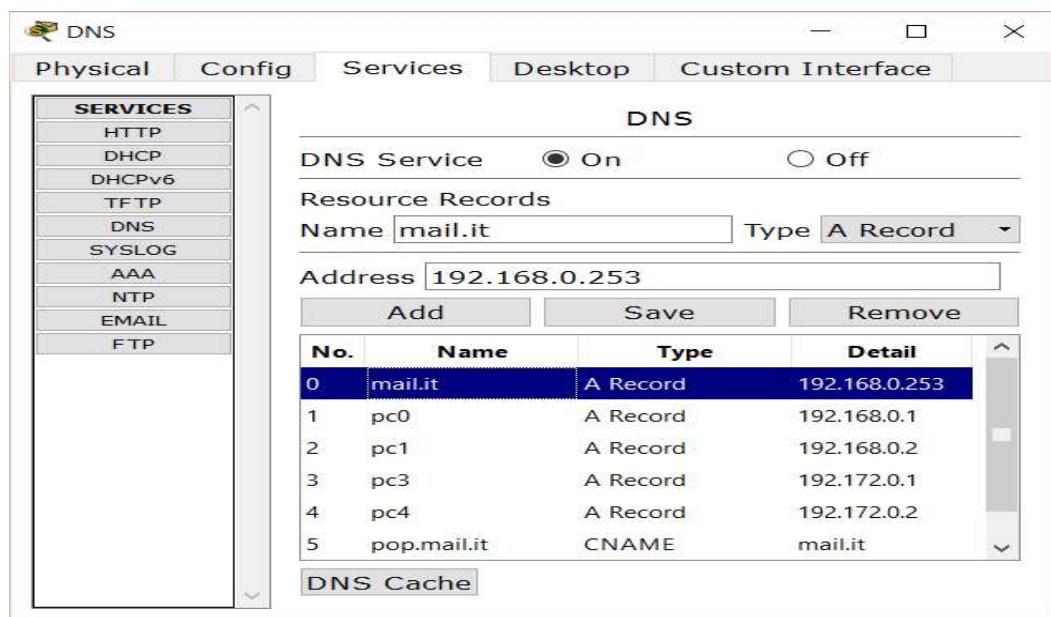 DNS
Physical Config Services Desktop Custom Interface
SERVICES
HTTP
DHCP
DHCPv6
TFTP
DNS
SYSLOG
AAA
NTP
EMAIL
FTP
DNS
DNS Service On Off
Resource Records
Name mail.it Type A Record
Address 192.168.0.253
Add Save Remove
No. Name Type Detail
0 mail.it A Record 192.168.0.253
1 pc0 A Record 192.168.0.1
2 pc1 A Record 192.168.0.2
3 pc3 A Record 192.172.0.1
4 pc4 A Record 192.172.0.2
5 pop.mail.it CNAME mail.it
DNS Cache